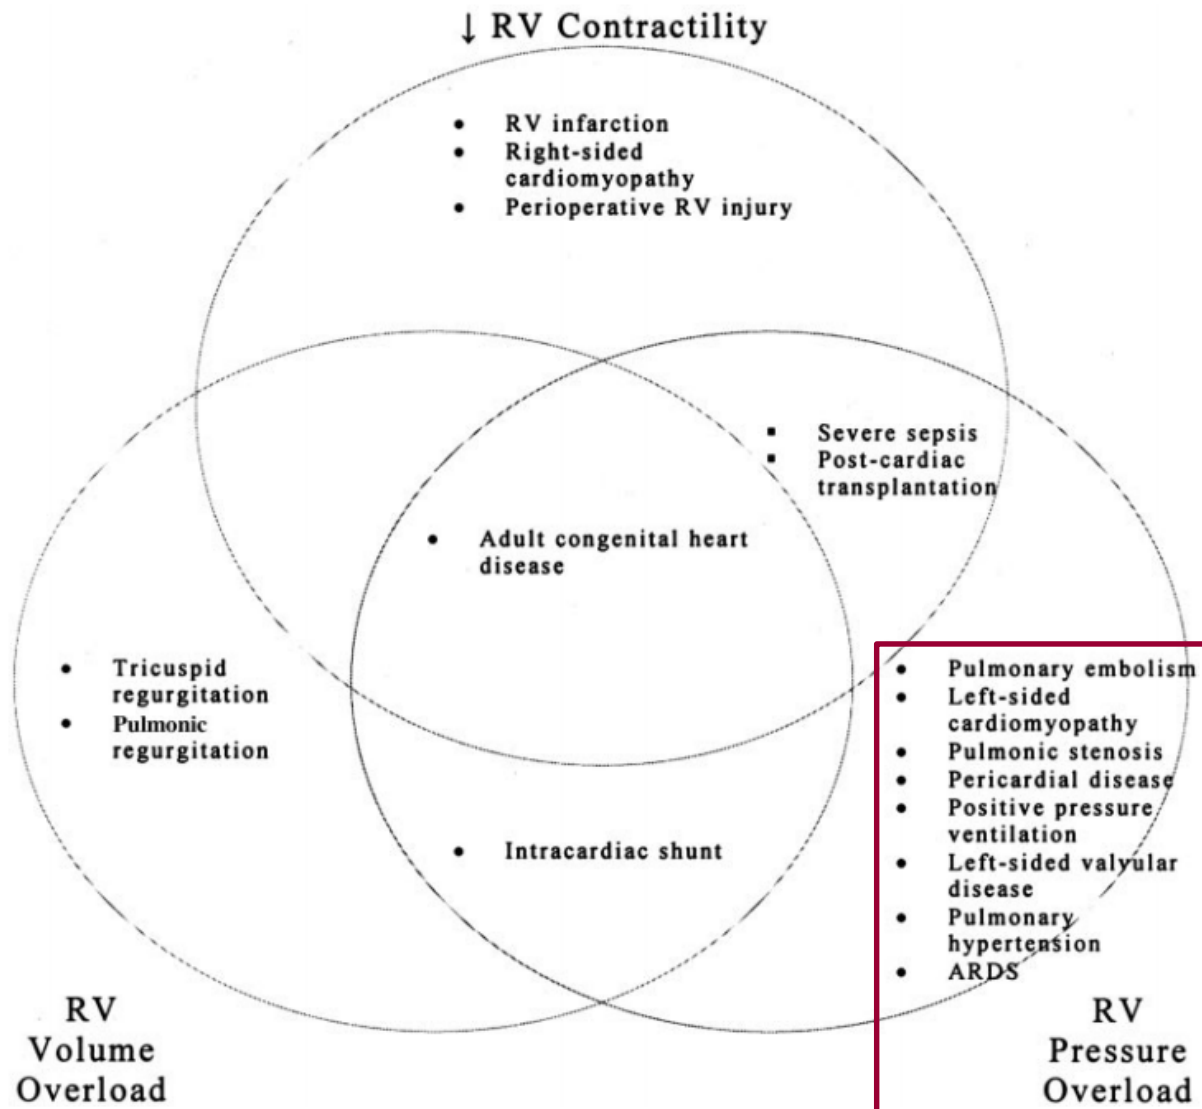 ↓ RV Contractility
• RV infarction
• Right-sided
cardiomyopathy
• Perioperative RV injury
▪ Severe sepsis
▪ Post-cardiac
transplantation
• Adult congenital heart
disease
• Tricuspid
regurgitation
• Pulmonic
regurgitation
• Pulmonary embolism
• Left-sided
cardiomyopathy
• Pulmonic stenosis
• Pericardial disease
• Positive pressure
ventilation
• Left-sided valvular
disease
• Pulmonary
hypertension
• ARDS
• Intracardiac shunt
RV
Volume
Overload
RV
Pressure
Overload